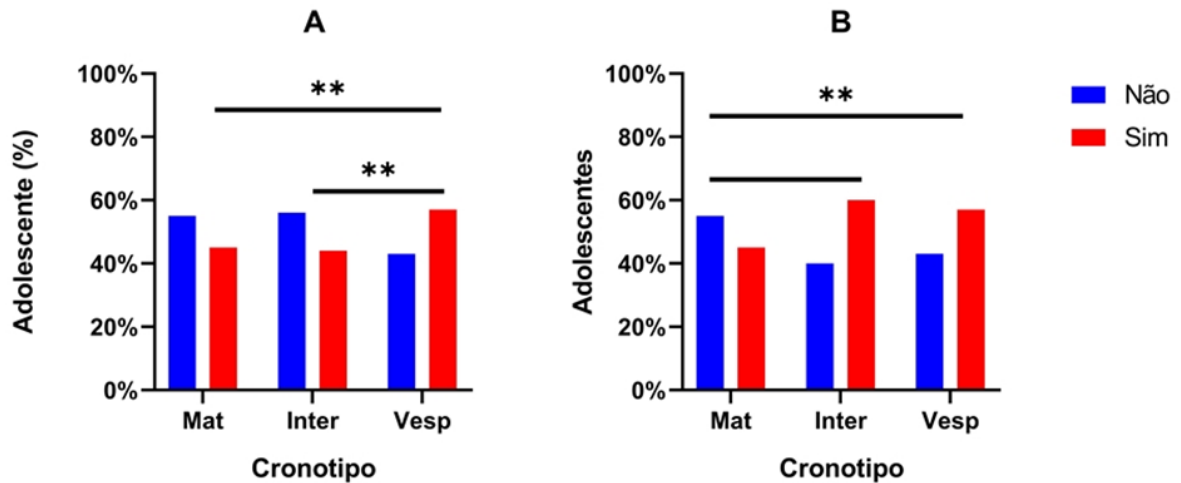 A
Adolescente (%)
100%
80%
60%
40%
20%
0%
**
**
Mat Inter Vesp
Cronotipo
B
Adolescentes
100%
80%
60%
40%
20%
0%
**
Mat Inter Vesp
Cronotipo
Não
Sim